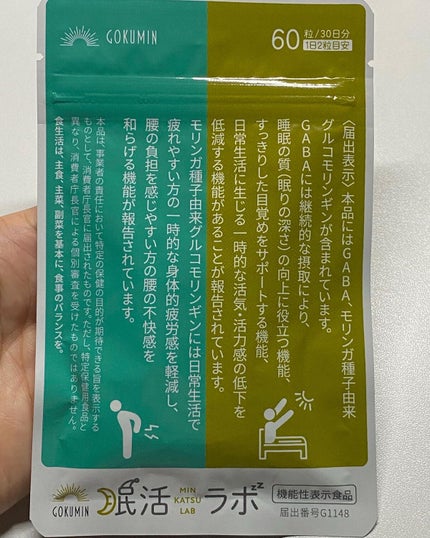 GOKUMIN
60粒/30日分
1日2粒目安
〈届出表示〉本品にはGABA、モリンガ種子由来
グルコモリンギンが含まれています。
GABAには継続的な摂取により、
睡眠の質（眠りの深さ）の向上に役立つ機能、
すっきりした目覚めをサポートする機能、
日常生活に生じる一時的な活気・活力感の低下を
低減する機能があることが報告されています。
モリンガ種子由来グルコモリンギンには日常生活で
疲れやすい方の一時的な身体的疲労感を軽減し、
腰の負担を感じやすい方の腰の不快感を
和らげる機能が報告されています。
本品は、事業者の責任において特定の保健の目的が期待できる旨を表示する
ものとして、消費者庁長官に届出されたものです。ただし、特定保健用食品と
異なり、消費者庁長官による個別審査を受けたものではありません。
食生活は、主食、主菜、副菜を基本に、食事のバランスを。
GOKUMIN
眠活
MIN
KATSU
LAB
ラボzz
機能性表示食品
届出番号G1148